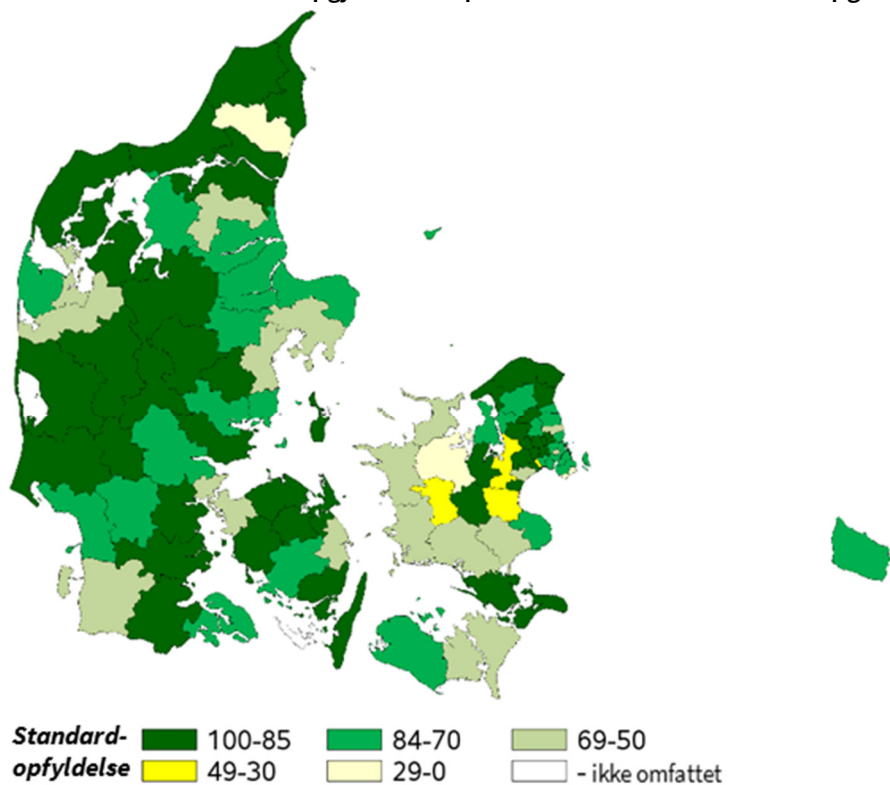 Standard-
opfyldelse
100-85
84-70
69-50
49-30
29-0
- ikke omfattet